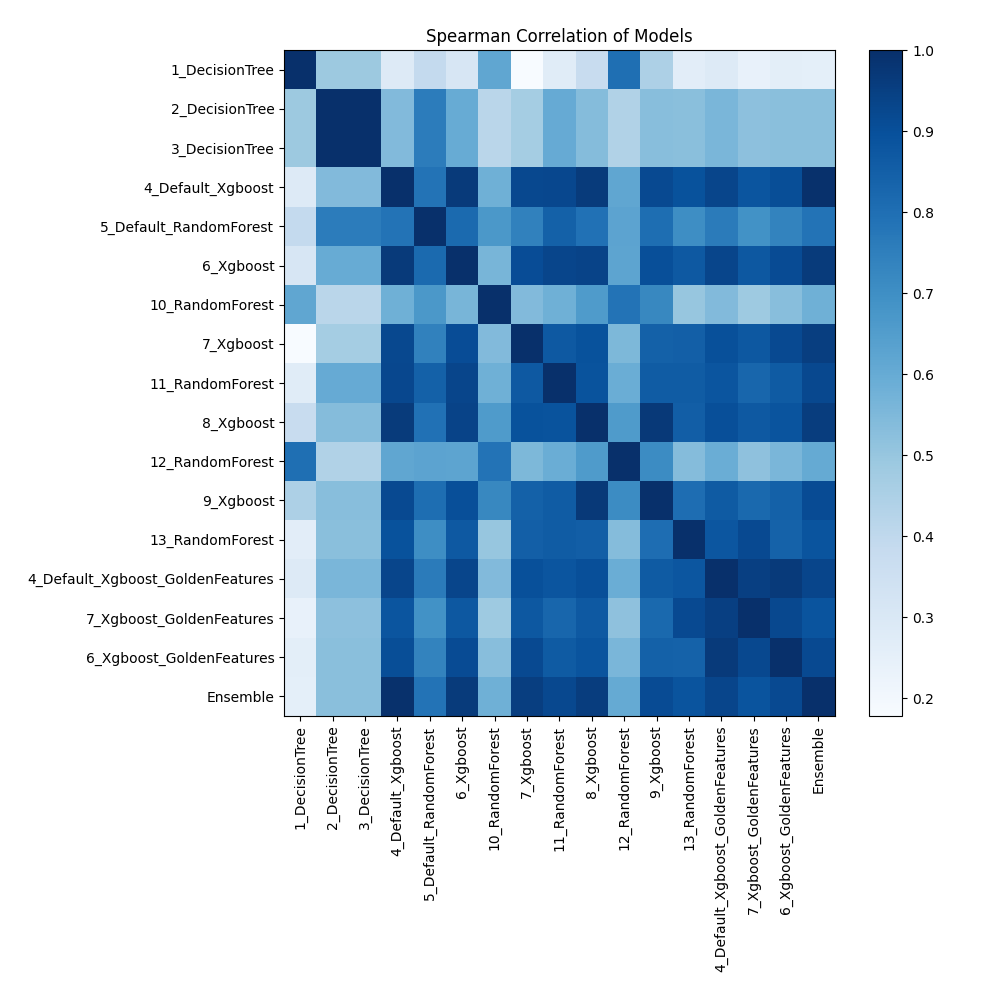 Spearman Correlation of Models
1_DecisionTree
2_DecisionTree
3_DecisionTree
4_Default_Xgboost
5_Default_RandomForest
6_Xgboost
10_RandomForest
7_Xgboost
11_RandomForest
8_Xgboost
12_RandomForest
9_Xgboost
13_RandomForest
4_Default_Xgboost_GoldenFeatures
7_Xgboost_GoldenFeatures
6_Xgboost_GoldenFeatures
Ensemble
1_DecisionTree
2_DecisionTree
3_DecisionTree
4_Default_Xgboost
5_Default_RandomForest
6_Xgboost
10_RandomForest
7_Xgboost
11_RandomForest
8_Xgboost
12_RandomForest
9_Xgboost
13_RandomForest
4_Default_Xgboost_GoldenFeatures
7_Xgboost_GoldenFeatures
6_Xgboost_GoldenFeatures
Ensemble
1.0
0.9
0.8
0.7
0.6
0.5
0.4
0.3
0.2